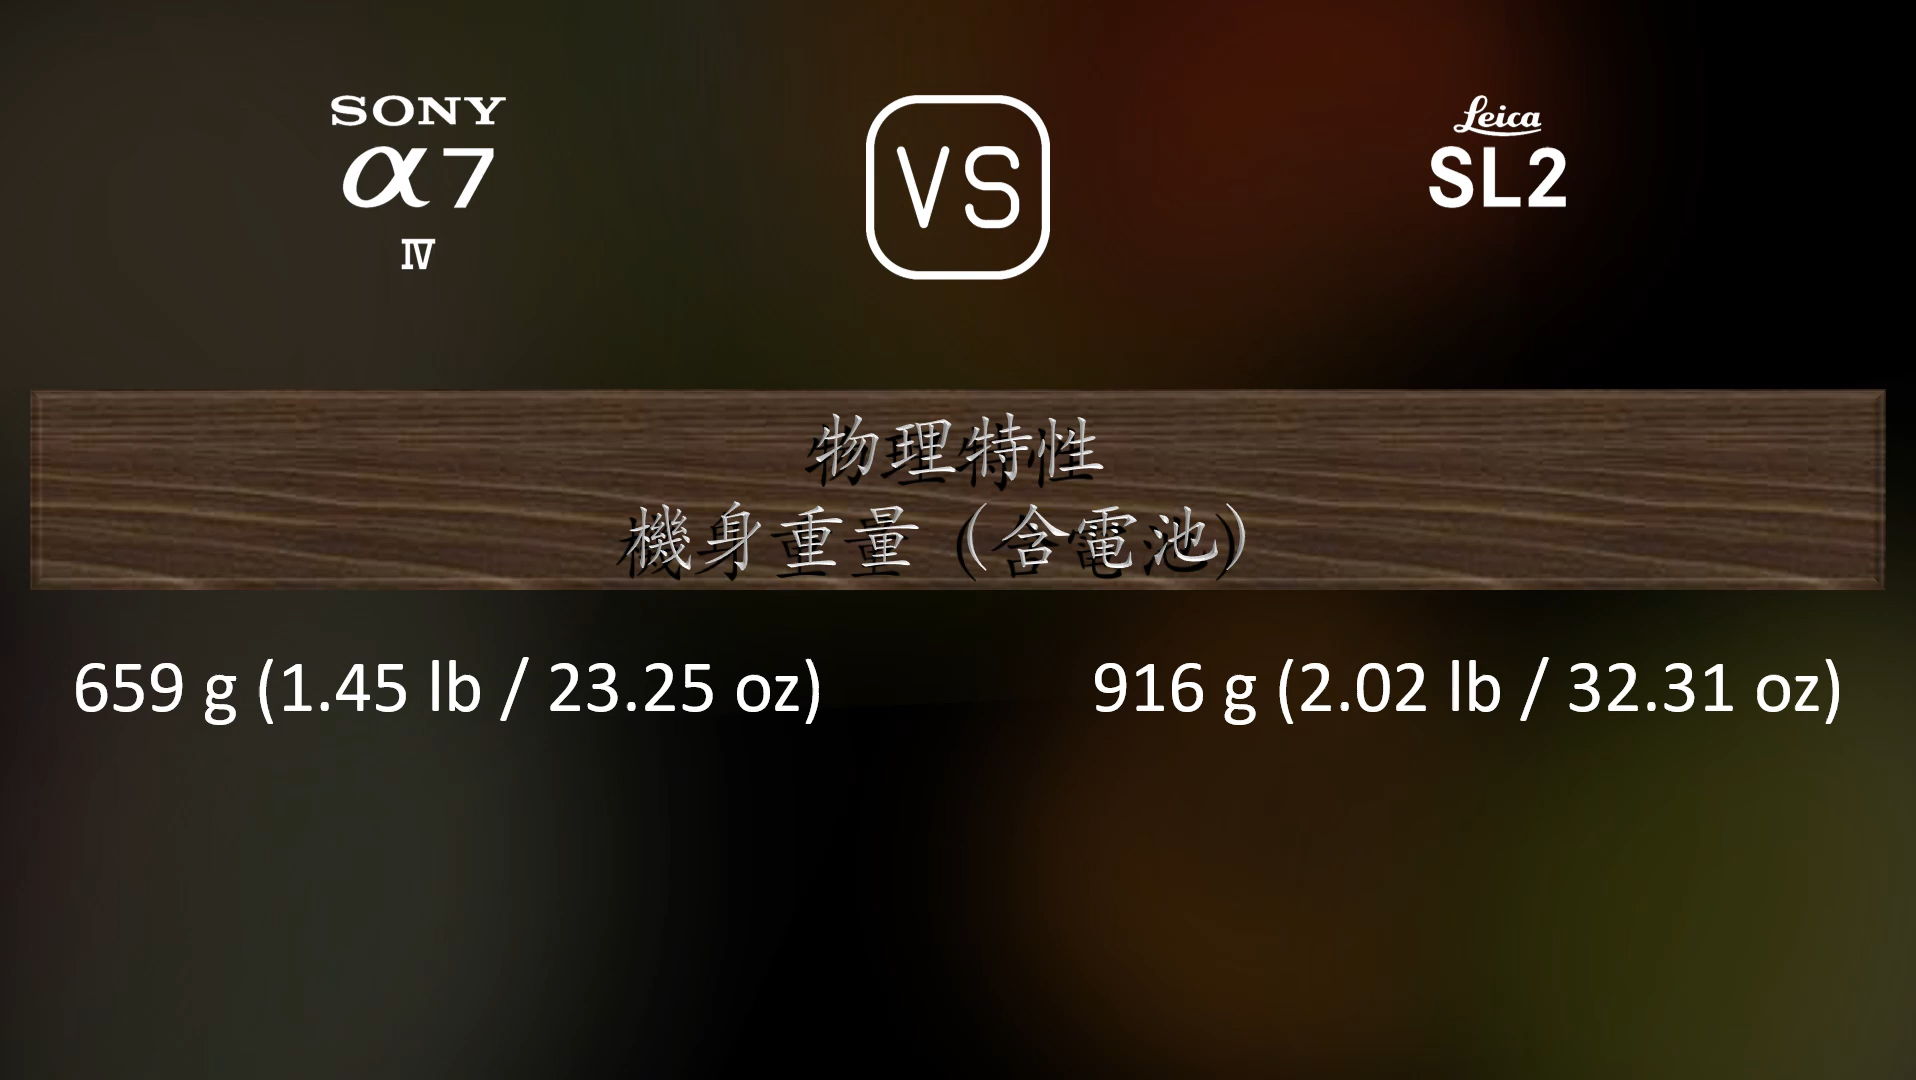 SONY
α7
IV
VS
Leica
SL2
物理特性
機身重量（含電池）
659 g (1.45 lb / 23.25 oz)
916 g (2.02 lb / 32.31 oz)